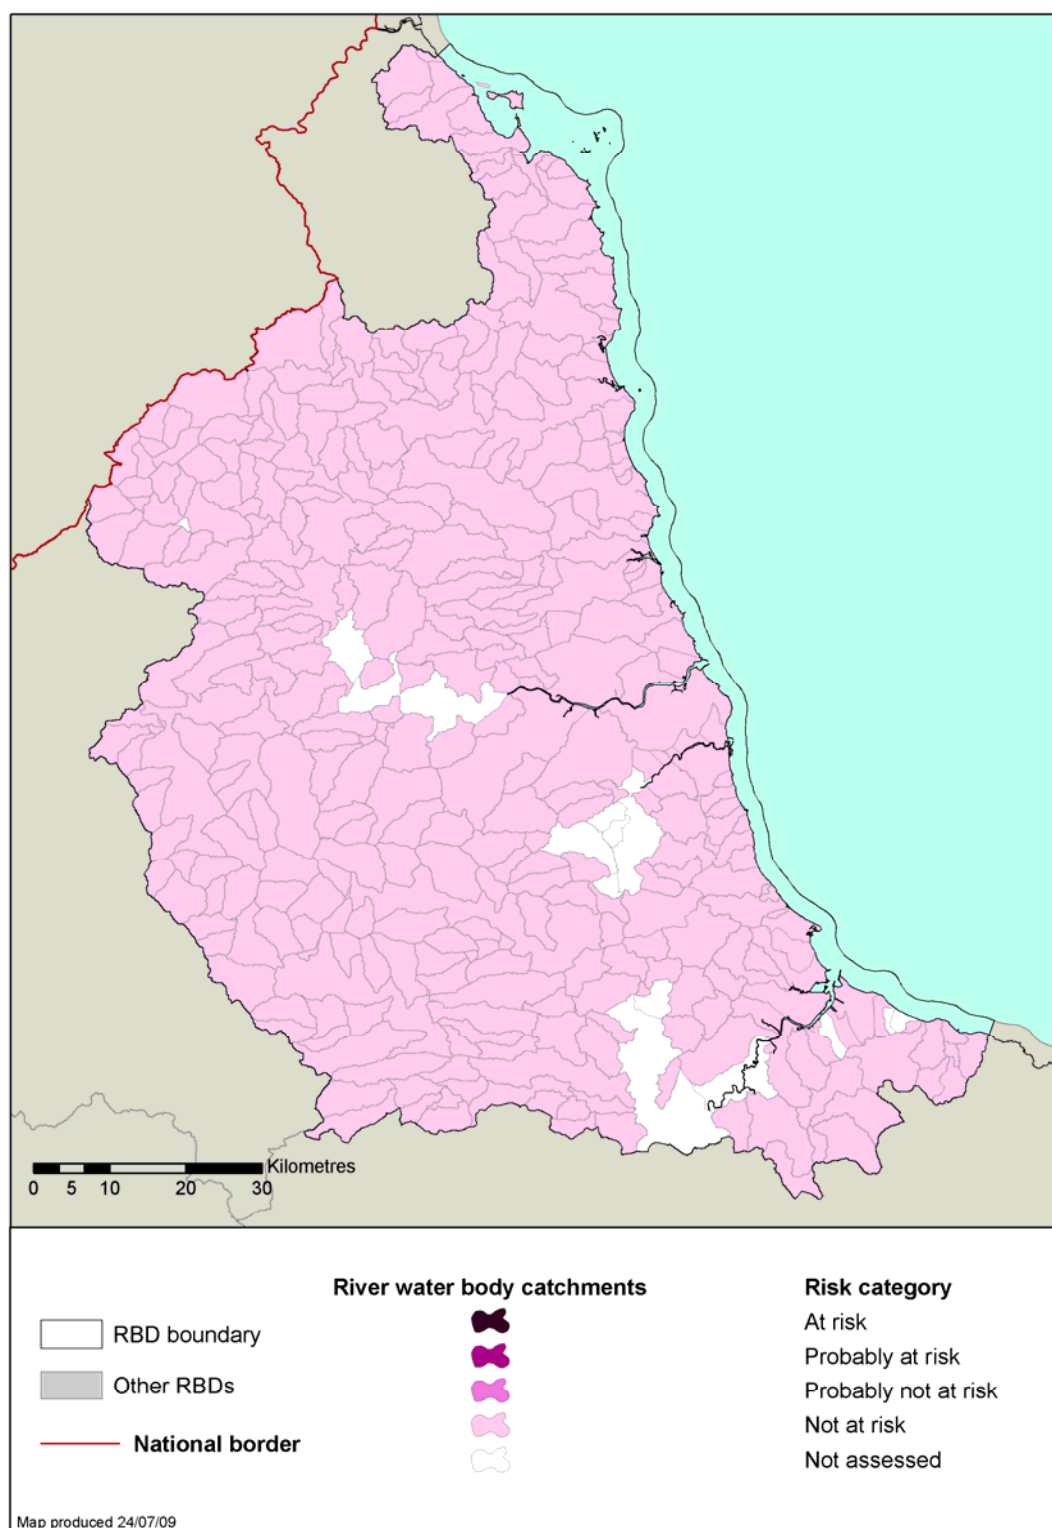 Kilometres
0 5 10 20 30
River water body catchments
Risk category
RBD boundary
Other RBDs
National border
At risk
Probably at risk
Probably not at risk
Not at risk
Not assessed
Map produced 24/07/09